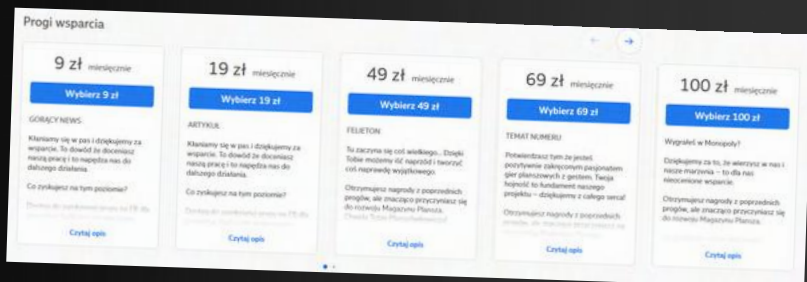 Progi wsparcia
← →
9 zł miesięcznie
Wybierz 9 zł
GORĄCY NEWS
Kłaniamy się w pas i dziękujemy za
wsparcie. To dowód że doceniasz
naszą pracę i to napędza nas do
dalszego działania.
Co zyskujesz na tym poziomie?
Czytaj opis
19 zł miesięcznie
Wybierz 19 zł
ARTYKUŁ
Kłaniamy się w pas i dziękujemy za
wsparcie. To dowód że doceniasz
naszą pracę i to napędza nas do
dalszego działania.
Co zyskujesz na tym poziomie?
Czytaj opis
49 zł miesięcznie
Wybierz 49 zł
FELIETON
Tu zaczyna się coś wielkiego... Dzięki
Tobie możemy iść naprzód i tworzyć
coś naprawdę wyjątkowego.
Otrzymujesz nagrody z poprzednich
progów, ale znacząco przyczyniasz się
do rozwoju Magazynu Plansza.
Czytaj opis
69 zł miesięcznie
Wybierz 69 zł
TEMAT NUMERU
Potwierdzasz tym że jesteś
pozytywnie zakręconym pasjonatem
gier planszowych z gestem. Twoja
hojność to fundament naszego
projektu – dziękujemy z całego serca!
Otrzymujesz nagrody z poprzednich
Czytaj opis
100 zł miesięcznie
Wybierz 100 zł
Wygrałeś w Monopoly?
Dziękujemy za to, że wierzysz w nas i
nasze marzenia – to dla nas
nieocenione wsparcie.
Otrzymujesz nagrody z poprzednich
progów, ale znacząco przyczyniasz się
do rozwoju Magazynu Plansza.
Czytaj opis